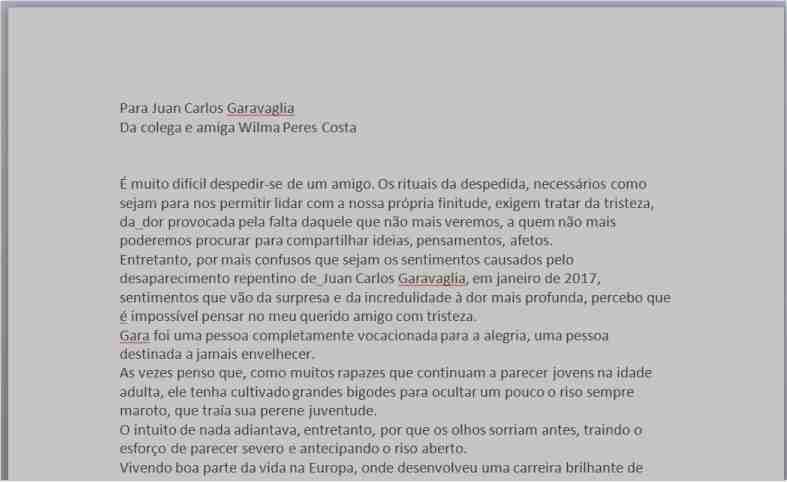 Para Juan Carlos Garavaglia
Da colega e amiga Wilma Peres Costa
É muito difícil despedir-se de um amigo. Os rituais da despedida, necessários como
sejam para nos permitir lidar com a nossa própria finitude, exigem tratar da tristeza,
da dor provocada pela falta daquele que não mais veremos, a quem não mais
poderemos procurar para compartilhar ideias, pensamentos, afetos.
Entretanto, por mais confusos que sejam os sentimentos causados pelo
desaparecimento repentino de Juan Carlos Garavaglia, em janeiro de 2017,
sentimentos que vão da surpresa e da incredulidade à dor mais profunda, percebo que
é impossível pensar no meu querido amigo com tristeza.
Gara foi uma pessoa completamente vocacionada para a alegria, uma pessoa
destinada a jamais envelhecer.
As vezes penso que, como muitos rapazes que continuam a parecer jovens na idade
adulta, ele tenha cultivado grandes bigodes para ocultar um pouco o riso sempre
maroto, que traía sua perene juventude.
O intuito de nada adiantava, entretanto, por que os olhos sorriam antes, traindo o
esforço de parecer severo e antecipando o riso aberto.
Vivendo boa parte da vida na Europa, onde desenvolveu uma carreira brilhante de